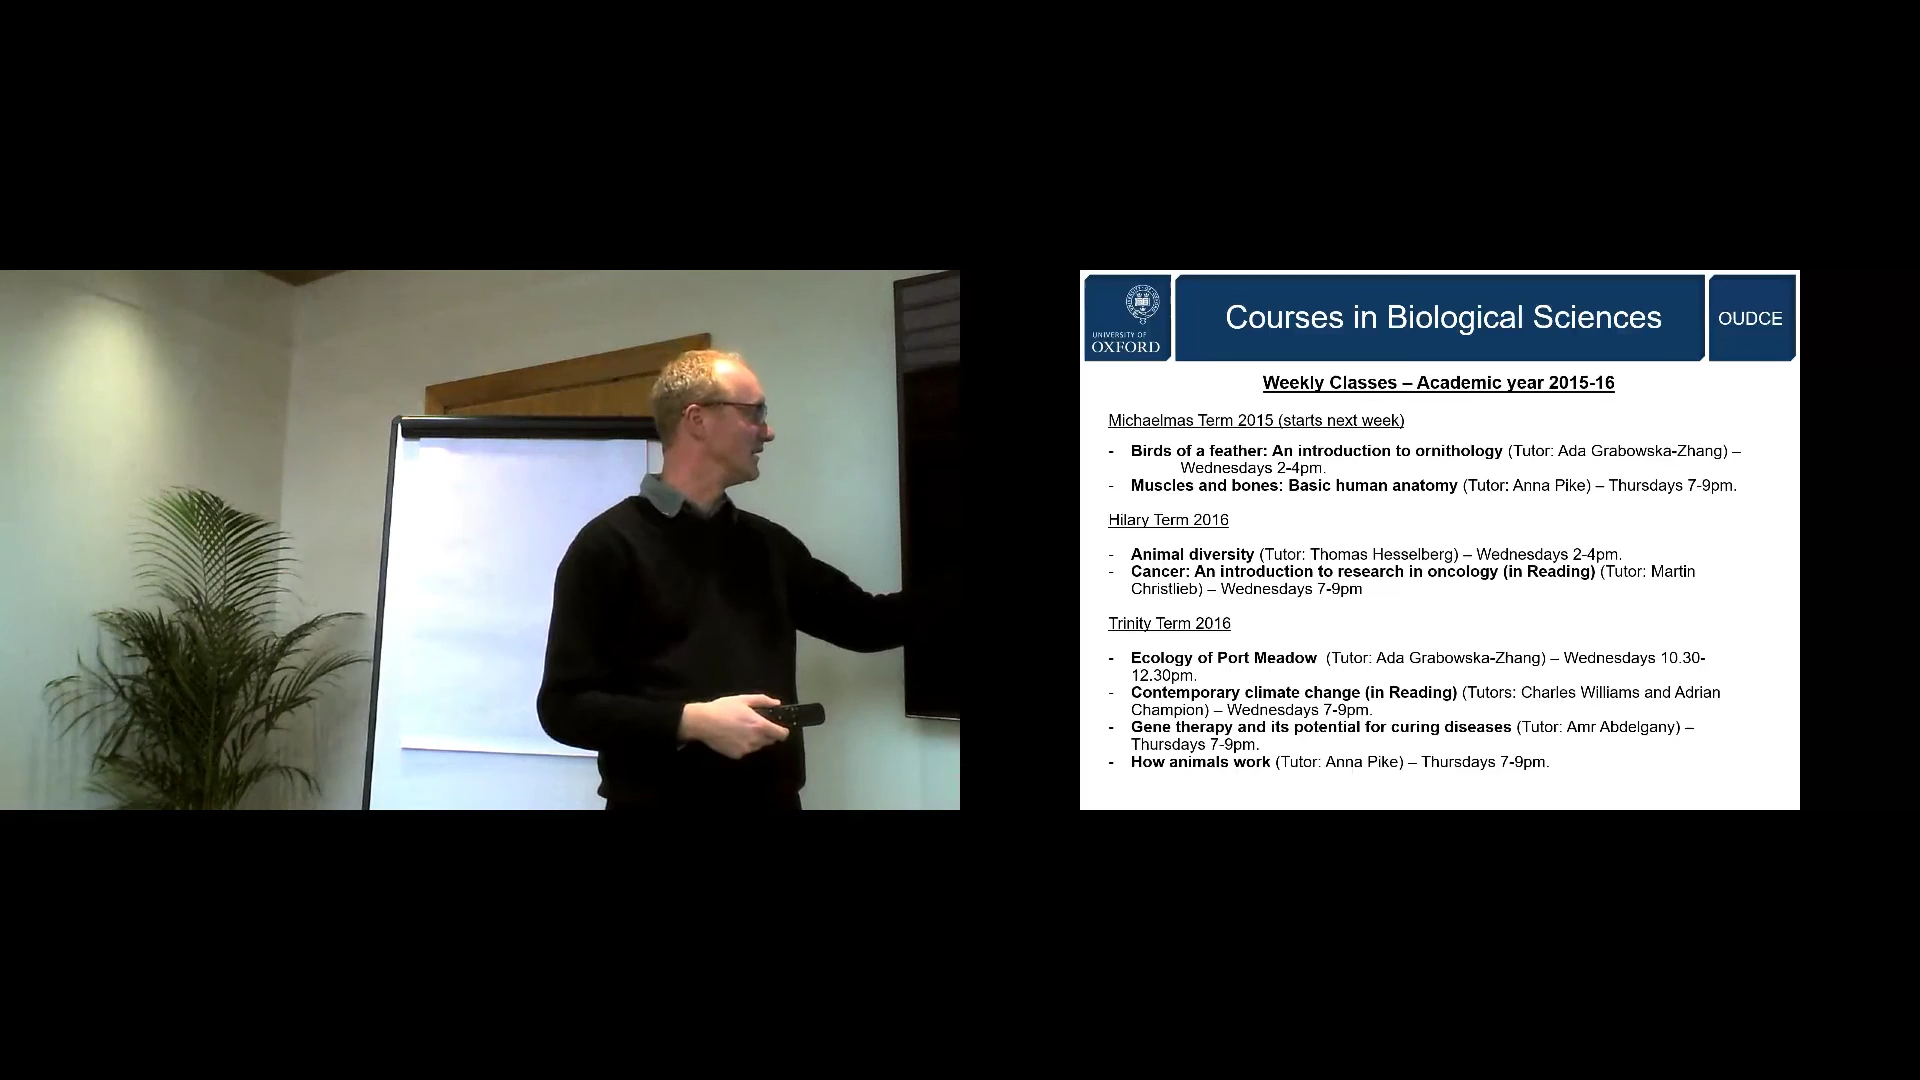 UNIVERSITY OF
OXFORD
Courses in Biological Sciences
OUDCE
Weekly Classes – Academic year 2015-16
Michaelmas Term 2015 (starts next week)
- Birds of a feather: An introduction to ornithology (Tutor: Ada Grabowska-Zhang) –
Wednesdays 2-4pm.
- Muscles and bones: Basic human anatomy (Tutor: Anna Pike) – Thursdays 7-9pm.
Hilary Term 2016
- Animal diversity (Tutor: Thomas Hesselberg) – Wednesdays 2-4pm.
- Cancer: An introduction to research in oncology (in Reading) (Tutor: Martin
Christlieb) – Wednesdays 7-9pm
Trinity Term 2016
- Ecology of Port Meadow (Tutor: Ada Grabowska-Zhang) – Wednesdays 10.30-
12.30pm.
- Contemporary climate change (in Reading) (Tutors: Charles Williams and Adrian
Champion) – Wednesdays 7-9pm.
- Gene therapy and its potential for curing diseases (Tutor: Amr Abdelgany) –
Thursdays 7-9pm.
- How animals work (Tutor: Anna Pike) – Thursdays 7-9pm.